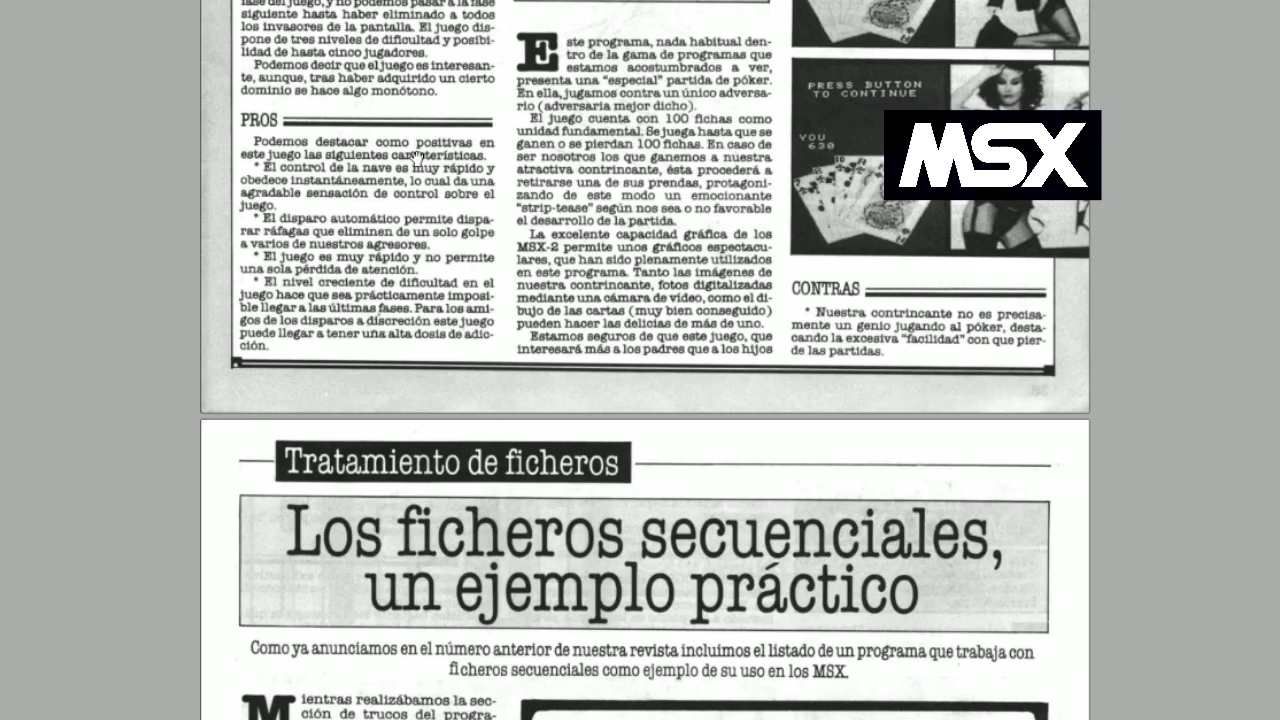 fase del juego, y no podemos pasar a la fase
siguiente hasta haber eliminado a todos
los invasores de la pantalla. El juego dis-
pone de tres niveles de dificultad y posibi-
lidad de hasta cinco jugadores.
Podemos decir que el juego es interesan-
te, aunque, tras haber adquirido un cierto
dominio se hace algo monótono.
PROS
Podemos destacar como positivas en
este juego las siguientes características.
* El control de la nave es muy rápido y
obedece instantáneamente, lo cual da una
agradable sensación de control sobre el
juego.
* El disparo automático permite dispa-
rar ráfagas que eliminen de un solo golpe
a varios de nuestros agresores.
* El juego es muy rápido y no permite
una sola pérdida de atención.
* El nivel creciente de dificultad en el
juego hace que sea prácticamente imposi-
ble llegar a las últimas fases. Para los ami-
gos de los disparos a discreción este juego
puede llegar a tener uña alta dosis de adic-
ción.
Este programa, nada habitual den-
tro de la gama de programas que
estamos acostumbrados a ver,
presenta una "especial" partida de póker.
En ella, jugamos contra un único adversa-
rio (adversaria mejor dicho).
El juego cuenta con 100 fichas como
unidad fundamental. Se juega hasta que se
ganen o se pierdan 100 fichas. En caso de
ser nosotros los que ganemos a nuestra
atractiva contrincante, ésta procederá a
retirarse una de sus prendas, protagoni-
zando de este modo un emocionante
"strip-tease" según nos sea o no favorable
el desarrollo de la partida.
La excelente capacidad gráfica de los
MSX-2 permite unos gráficos espectacu-
lares, que han sido plenamente utilizados
en este programa. Tanto las imágenes de
nuestra contrincante, fotos digitalizadas
mediante una cámara de vídeo, como el di-
bujo de las cartas (muy bien conseguido)
pueden hacer las delicias de más de uno.
Estamos seguros de que este juego, que
interesará más a los padres que a los hijos
PRESS BUTTON
TO CONTINUE
YOU
630
MSX
CONTRAS
* Nuestra contrincante no es precisa-
mente un genio jugando al póker, desta-
cando la excesiva "facilidad" con que pier-
de las partidas.
Tratamiento de ficheros
Los ficheros secuenciales,
un ejemplo práctico
Como ya anunciamos en el número anterior de nuestra revista incluimos el listado de un programa que trabaja con
ficheros secuenciales como ejemplo de su uso en los MSX.
Mientras realizábamos la sec-
ción de trucos del progra-